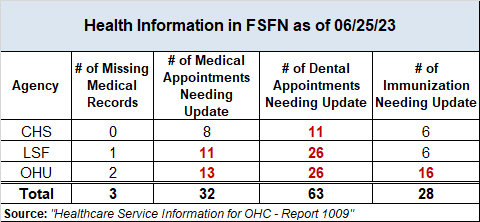 Health Information in FSFN as of 06/25/23
Agency # of Missing Medical Records # of Medical Appointments Needing Update # of Dental Appointments Needing Update # of Immunization Needing Update
CHS 0 8 11 6
LSF 1 11 26 6
OHU 2 13 26 16
Total 3 32 63 28
Source: "Healthcare Service Information for OHC - Report 1009"